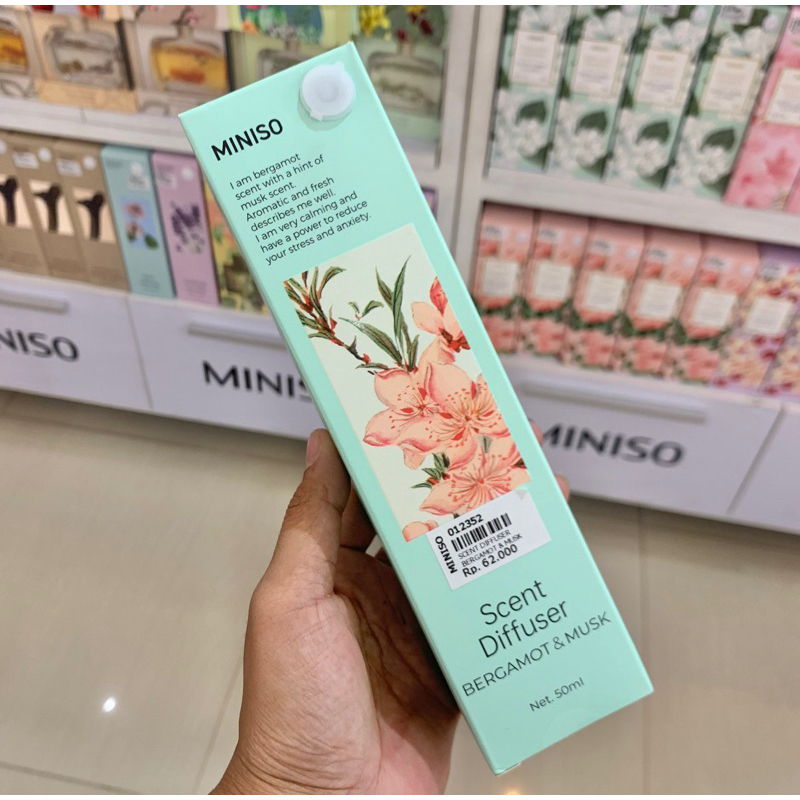 MINISO
I am bergamot
scent with a hint of
musk scent.
Aromatic and fresh
describes me well.
I am very calming and
have a power to reduce
your stress and anxiety.
MINISO
012352
SCENT DIFFUSER
BERGAMOT & MUSK
Rp. 62.000
Scent
Diffuser
BERGAMOT & MUSK
Net. 50ml
NISO
MINIS
MINISO